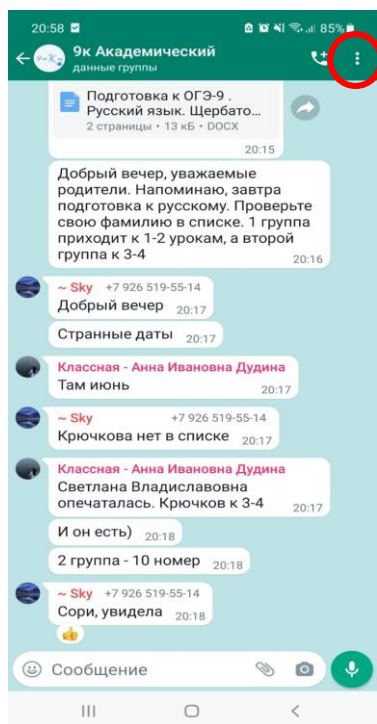 20:58 85%
9к Академический
данные группы
Подготовка к ОГЭ-9 .
Русский язык. Щербато...
2 страницы • 13 кБ • DOCX
20:15
Добрый вечер, уважаемые
родители. Напоминаю, завтра
подготовка к русскому. Проверьте
свою фамилию в списке. 1 группа
приходит к 1-2 урокам, а второй
группа к 3-4
20:16
~ Sky +7 926 519-55-14
Добрый вечер 20:17
Странные даты 20:17
Классная - Анна Ивановна Дудина
Там июнь
20:17
~ Sky +7 926 519-55-14
Крючкова нет в списке 20:17
Классная - Анна Ивановна Дудина
Светлана Владиславовна
опечаталась. Крючков к 3-4
20:17
И он есть) 20:18
2 группа - 10 номер 20:18
~ Sky +7 926 519-55-14
Сори, увидела 20:18
Сообщение